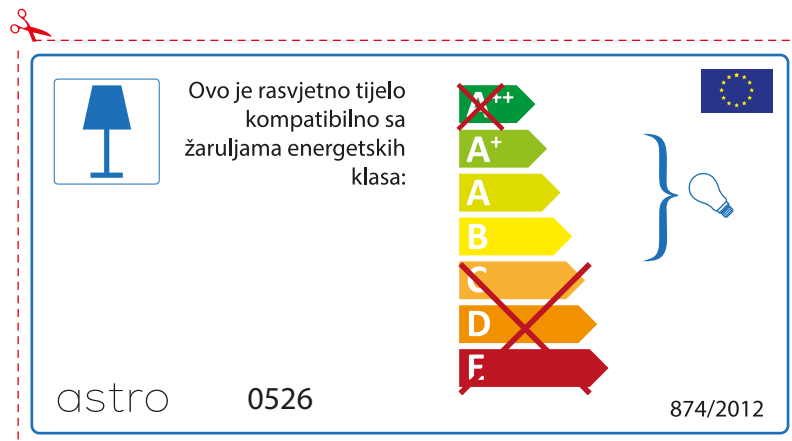 Ovo je rasvjetno tijelo
kompatibilno sa
žaruljama energetskih
klasa:
A++
A+
A
B
C
D
E
astro
0526
874/2012